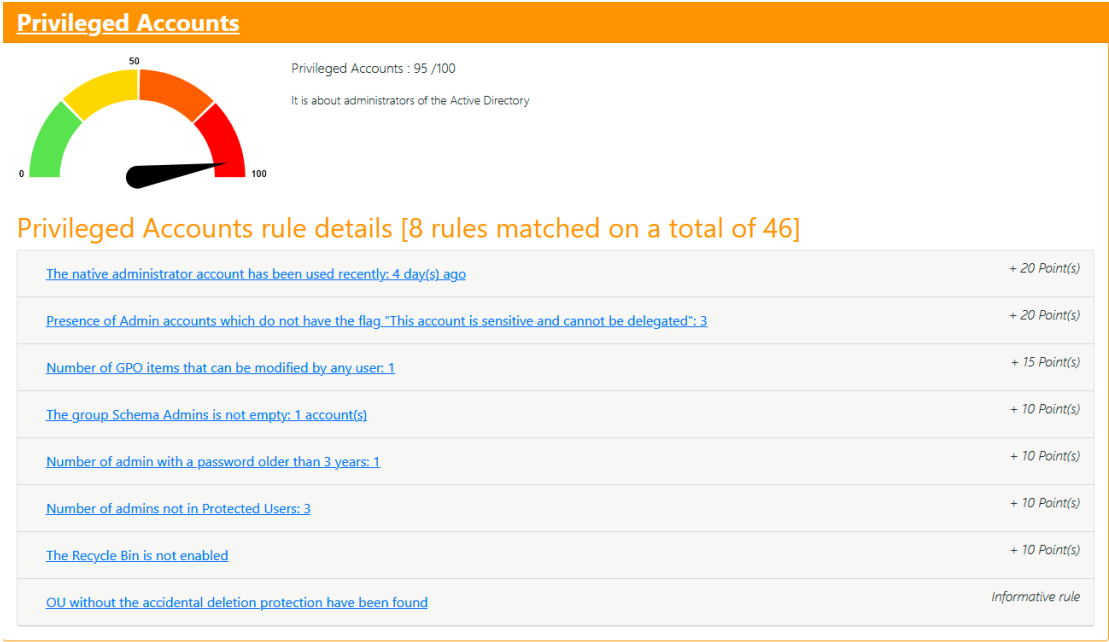 Privileged Accounts
50
0
100
Privileged Accounts : 95 /100
It is about administrators of the Active Directory
Privileged Accounts rule details [8 rules matched on a total of 46]
The native administrator account has been used recently: 4 day(s) ago + 20 Point(s)
Presence of Admin accounts which do not have the flag "This account is sensitive and cannot be delegated": 3 + 20 Point(s)
Number of GPO items that can be modified by any user: 1 + 15 Point(s)
The group Schema Admins is not empty: 1 account(s) + 10 Point(s)
Number of admin with a password older than 3 years: 1 + 10 Point(s)
Number of admins not in Protected Users: 3 + 10 Point(s)
The Recycle Bin is not enabled + 10 Point(s)
OU without the accidental deletion protection have been found Informative rule